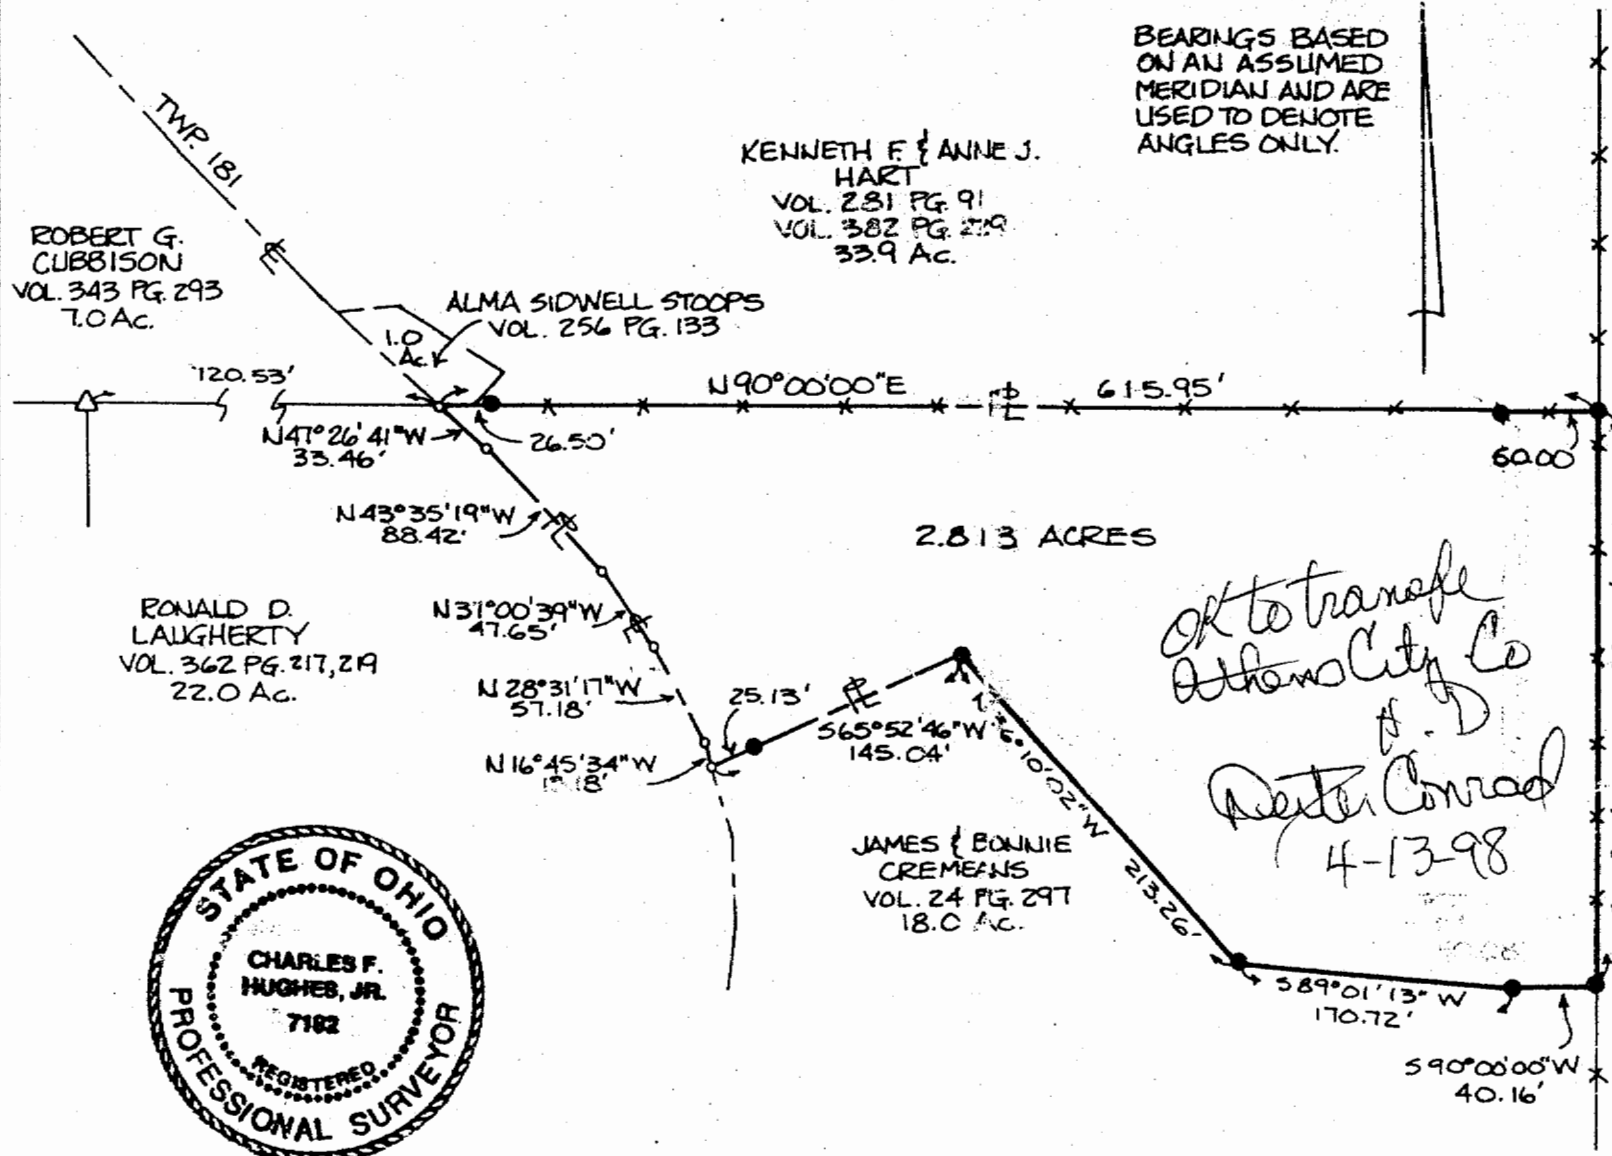 BEARINGS BASED
ON AN ASSUMED
MERIDIAN AND ARE
USED TO DENOTE
ANGLES ONLY.
TWP. 181
KENNETH F. & ANNE J.
HART
VOL. 281 PG. 91
VOL. 382 PG.
33.9 Ac.
ROBERT G.
CUBBISON
VOL. 343 PG. 293
7.0 Ac.
ALMA SIDWELL STOOPS
VOL. 256 PG. 133
1.0
Ac.
120.53'
N90°00'00"E
615.95'
N47°26'41"W
33.46'
26.50'
60.00
N43°35'19"W
88.42'
2.813 ACRES
RONALD D.
LAUGHERTY
VOL. 362 PG. 217,219
22.0 Ac.
N37°00'39"W
47.65'
N28°31'17"W
57.18'
25.13'
S65°52'46"W
145.04'
N16°45'34"W
10'02"W
213.26'
OK to transfe
Athens City Co
H.D
Dexter Conrad
4-13-98
JAMES & BONNIE
CREMEANS
VOL. 24 PG. 297
18.0 Ac.
S89°01'13"W
170.72'
S90°00'00"W
40.16'
STATE OF OHIO
CHARLES F.
HUGHES, JR.
7182
REGISTERED
PROFESSIONAL SURVEYOR